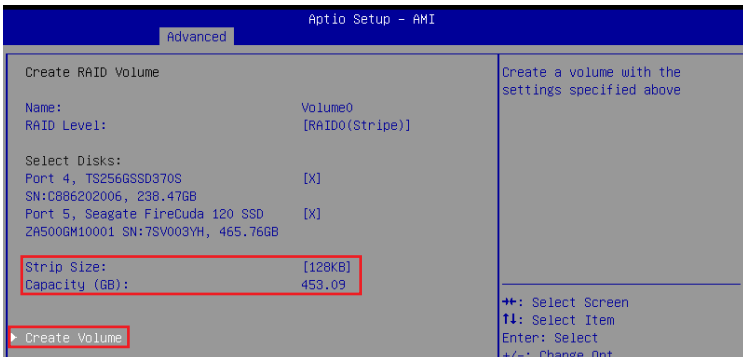 Aptio Setup - AMI
Advanced
Create RAID Volume
Name: Volume0
RAID Level: [RAID0(Stripe)]
Select Disks:
Port 4, TS256GSSD370S [X]
SN:C886202006, 238.47GB
Port 5, Seagate FireCuda 120 SSD [X]
ZA500GM10001 SN:7SV003YH, 465.76GB
Strip Size: [128KB]
Capacity (GB): 453.09
Create Volume
Create a volume with the
settings specified above
→←: Select Screen
↑↓: Select Item
Enter: Select
+/-: Change Opt.